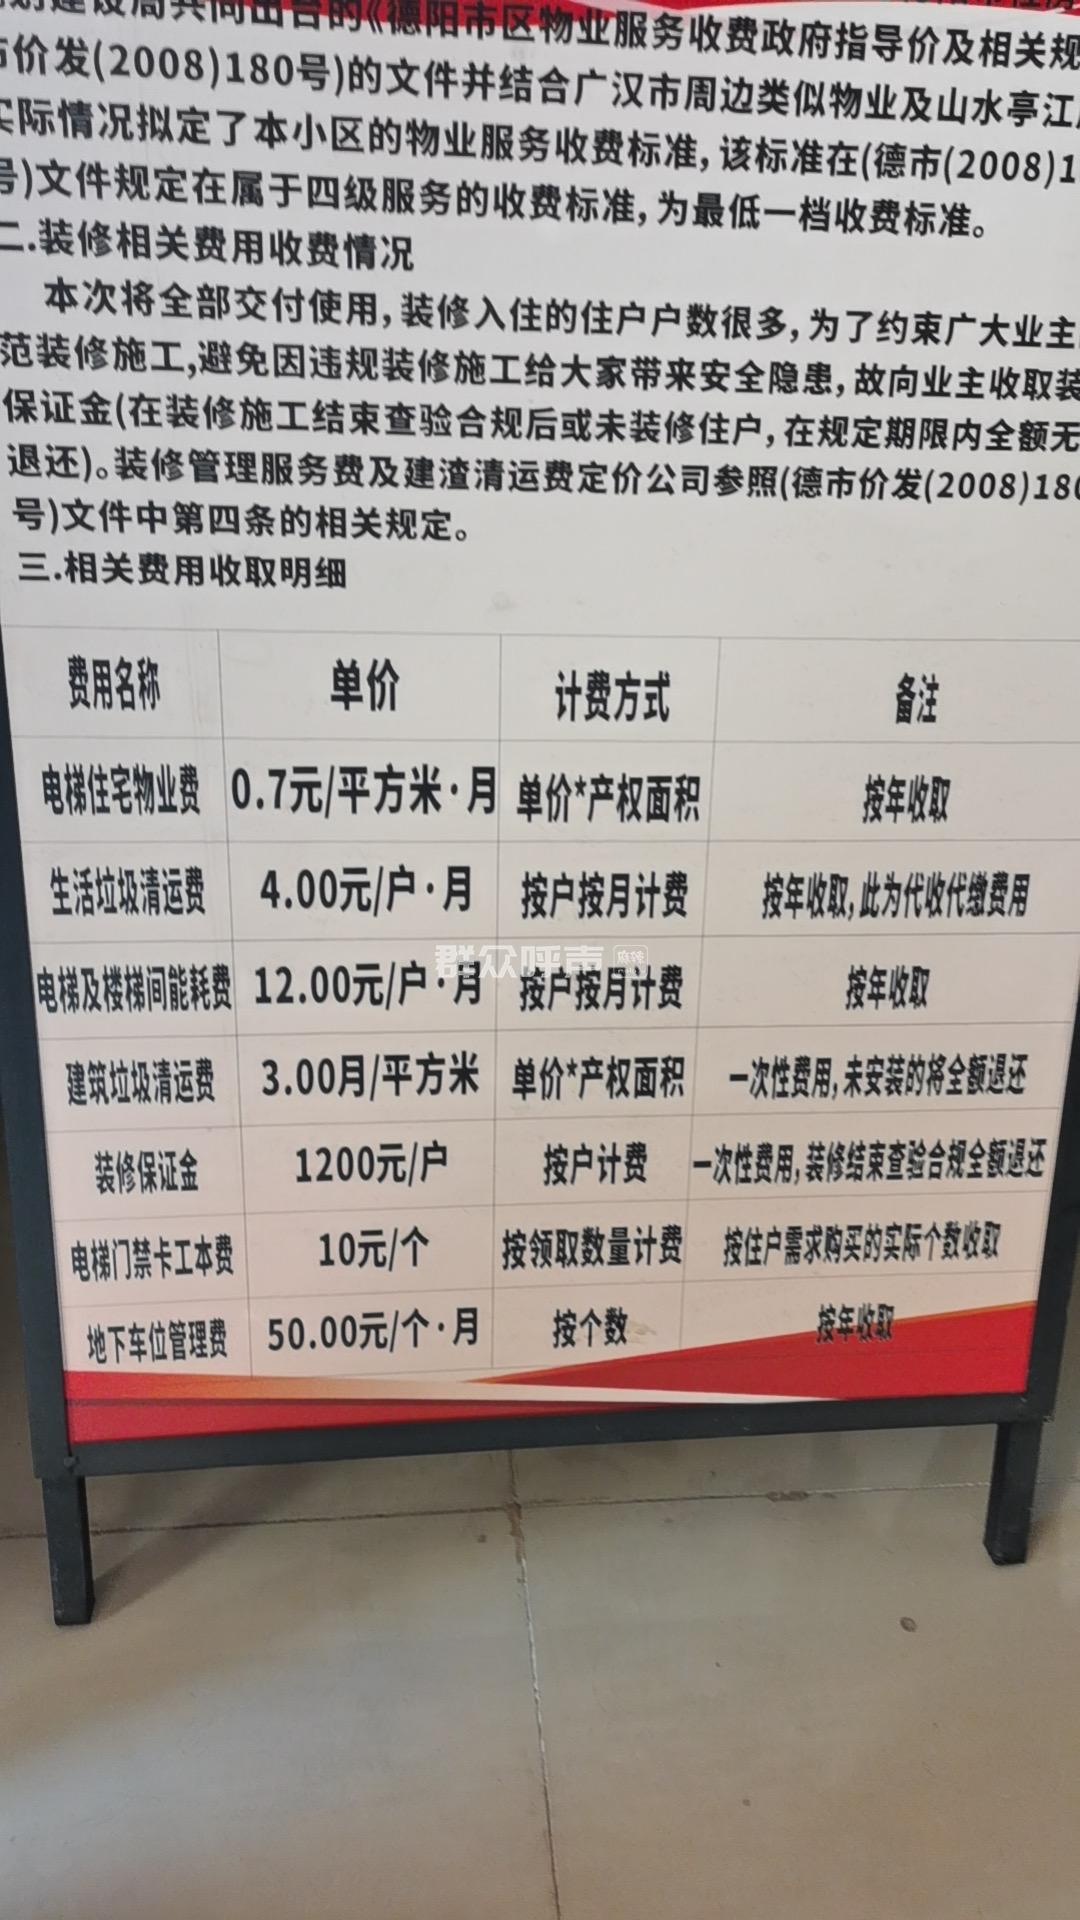 划建设局共同出台的《德阳市区物业服务收费政府指导价及相关规
市价发(2008)180号)的文件并结合广汉市周边类似物业及山水亭江
实际情况拟定了本小区的物业服务收费标准,该标准在(德市(2008)1
号)文件规定在属于四级服务的收费标准,为最低一档收费标准。
二.装修相关费用收费情况
本次将全部交付使用,装修入住的住户户数很多,为了约束广大业主
范装修施工,避免因违规装修施工给大家带来安全隐患,故向业主收取装
保证金(在装修施工结束查验合规后或未装修住户,在规定期限内全额无
退还)。装修管理服务费及建渣清运费定价公司参照(德市价发(2008)180
号)文件中第四条的相关规定。
三.相关费用收取明细
费用名称 单价 计费方式 备注
电梯住宅物业费 0.7元/平方米·月 单价*产权面积 按年收取
生活垃圾清运费 4.00元/户·月 按户按月计费 按年收取,此为代收代缴费用
群众呼声 麻辣
电梯及楼梯间能耗费 12.00元/户·月 按户按月计费 按年收取
建筑垃圾清运费 3.00月/平方米 单价*产权面积 一次性费用,未安装的将全额退还
装修保证金 1200元/户 按户计费 一次性费用,装修结束查验合规全额退还
电梯门禁卡工本费 10元/个 按领取数量计费 按住户需求购买的实际个数收取
地下车位管理费 50.00元/个·月 按个数 按年收取